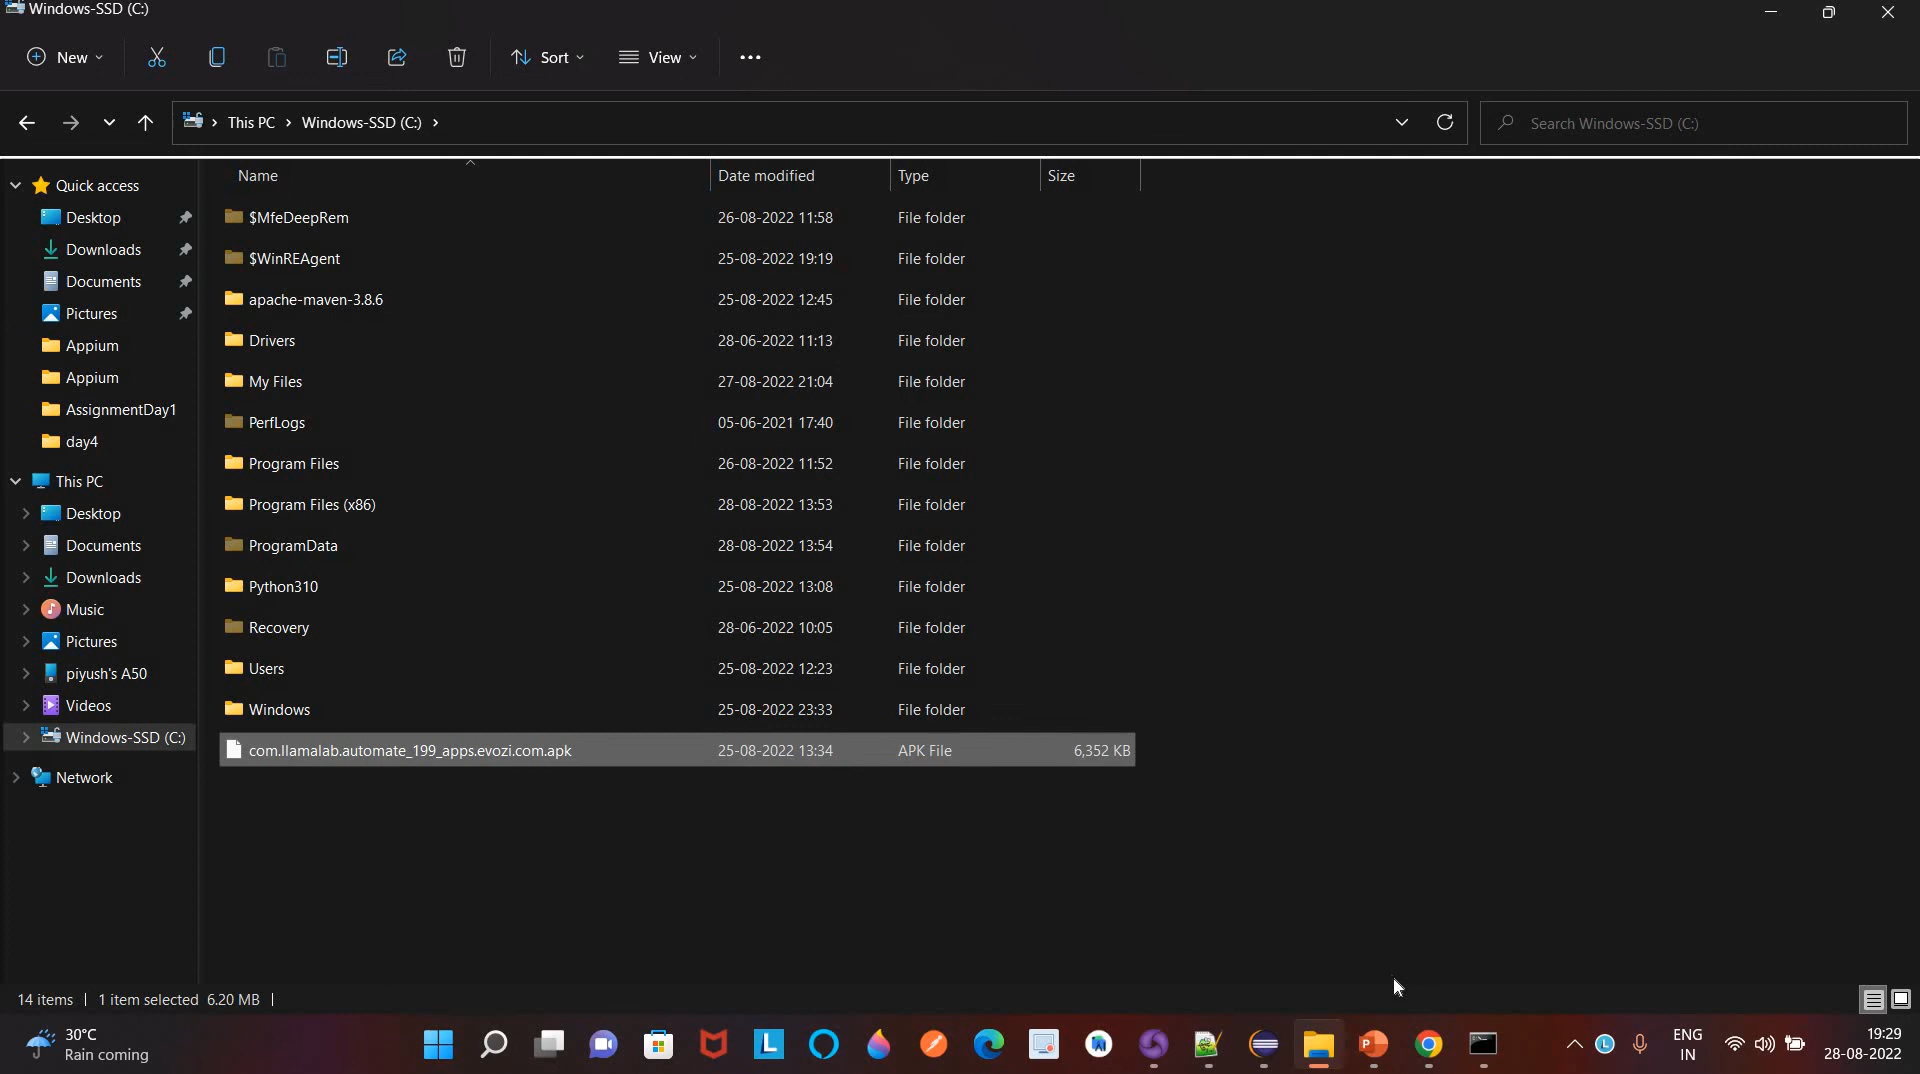 Windows-SSD (C:)
New
Sort
View
This PC
Windows-SSD (C:)
Search Windows-SSD (C:)
Name Date modified Type Size
Quick access
Desktop
Downloads
Documents
Pictures
Appium
Appium
AssignmentDay1
day4
This PC
Desktop
Documents
Downloads
Music
Pictures
piyush's A50
Videos
Windows-SSD (C:)
Network
$MfeDeepRem 26-08-2022 11:58 File folder
$WinREAgent 25-08-2022 19:19 File folder
apache-maven-3.8.6 25-08-2022 12:45 File folder
Drivers 28-06-2022 11:13 File folder
My Files 27-08-2022 21:04 File folder
PerfLogs 05-06-2021 17:40 File folder
Program Files 26-08-2022 11:52 File folder
Program Files (x86) 28-08-2022 13:53 File folder
ProgramData 28-08-2022 13:54 File folder
Python310 25-08-2022 13:08 File folder
Recovery 28-06-2022 10:05 File folder
Users 25-08-2022 12:23 File folder
Windows 25-08-2022 23:33 File folder
com.llamalab.automate_199_apps.evozi.com.apk 25-08-2022 13:34 APK File 6,352 KB
14 items 1 item selected 6.20 MB
30°C
Rain coming
ENG
IN
19:29
28-08-2022